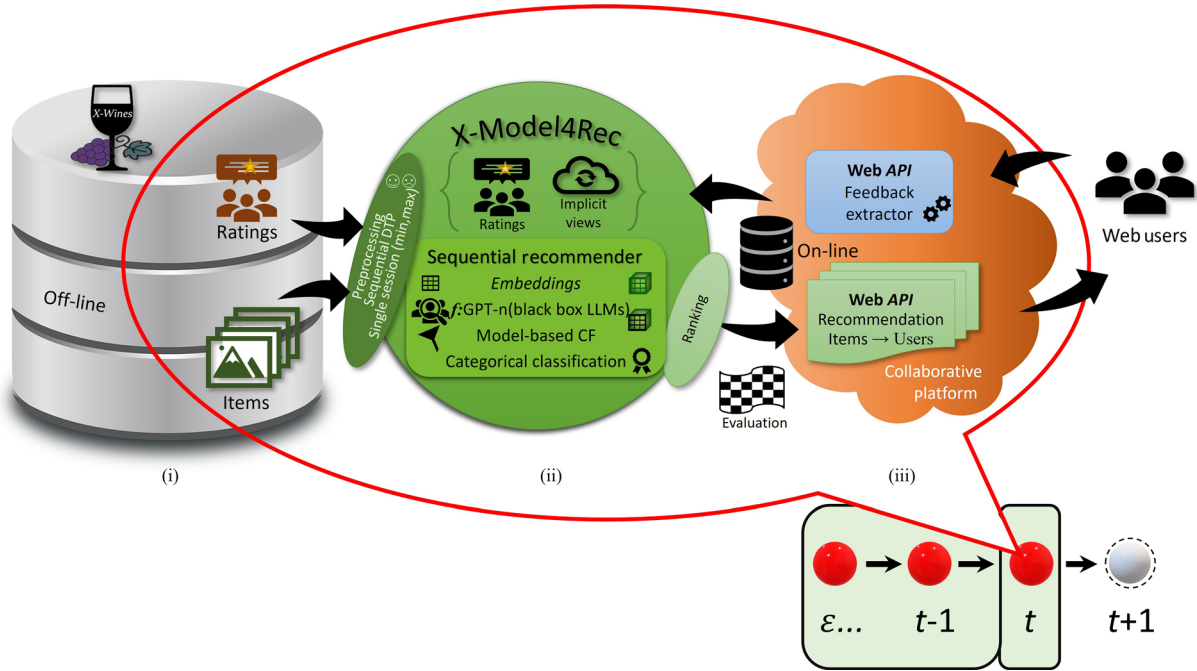 X-Wines
Ratings
Off-line
Items
(i)
Preprocessing
Sequential DTP
Single session (min,max)
X-Model4Rec
Ratings
Implicit
views
Sequential recommender
Embeddings
f:GPT-n(black box LLMs)
Model-based CF
Categorical classification
Ranking
(ii)
Evaluation
Web API
Feedback
extractor
On-line
Web API
Recommendation
Items → Users
Collaborative
platform
(iii)
Web users
ε...
t-1
t
t+1